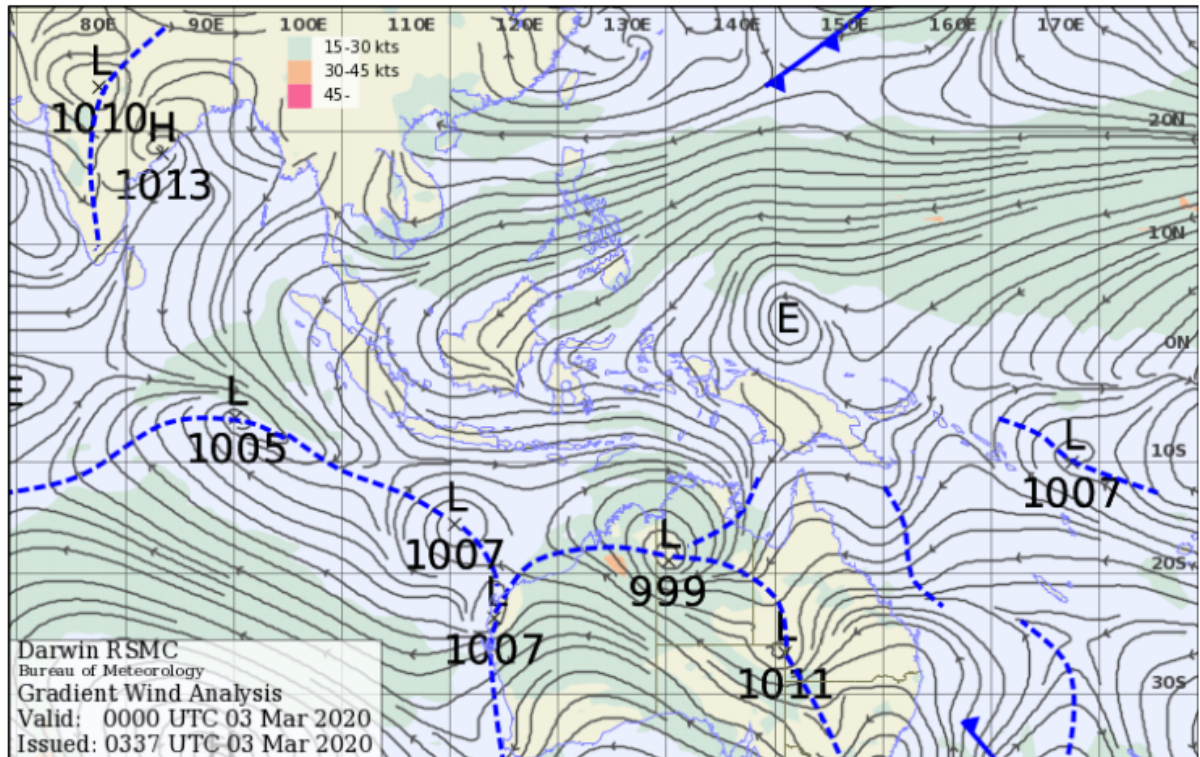 80E 90E 100E 110E 120E 130E 140E 150E 160E 170E
15-30 kts
30-45 kts
45-
L
1010
H
1013
20N
10N
E
0N
E
L
1005
L
10S
1007
L
1007
L
999
20S
L
1007
L
1011
30S
Darwin RSMC
Bureau of Meteorology
Gradient Wind Analysis
Valid: 0000 UTC 03 Mar 2020
Issued: 0337 UTC 03 Mar 2020